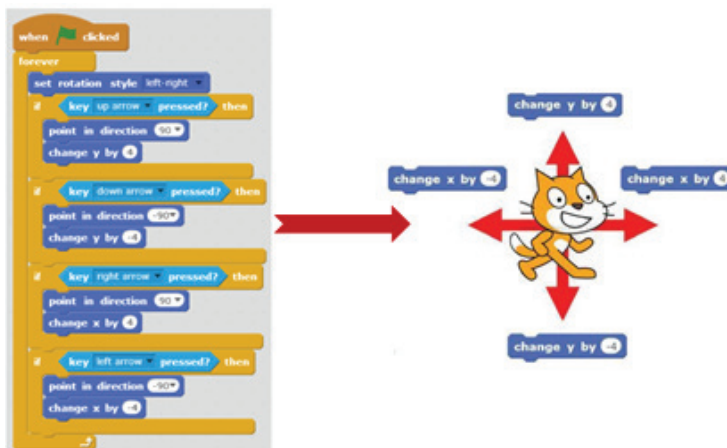 when clicked
forever
set rotation style left-right
if key up arrow pressed? then
point in direction 90
change y by 4
if key down arrow pressed? then
point in direction -90
change y by -4
if key right arrow pressed? then
point in direction 90
change x by 4
if key left arrow pressed? then
point in direction -90
change x by -4
change y by 4
change x by -4
change x by 4
change y by -4